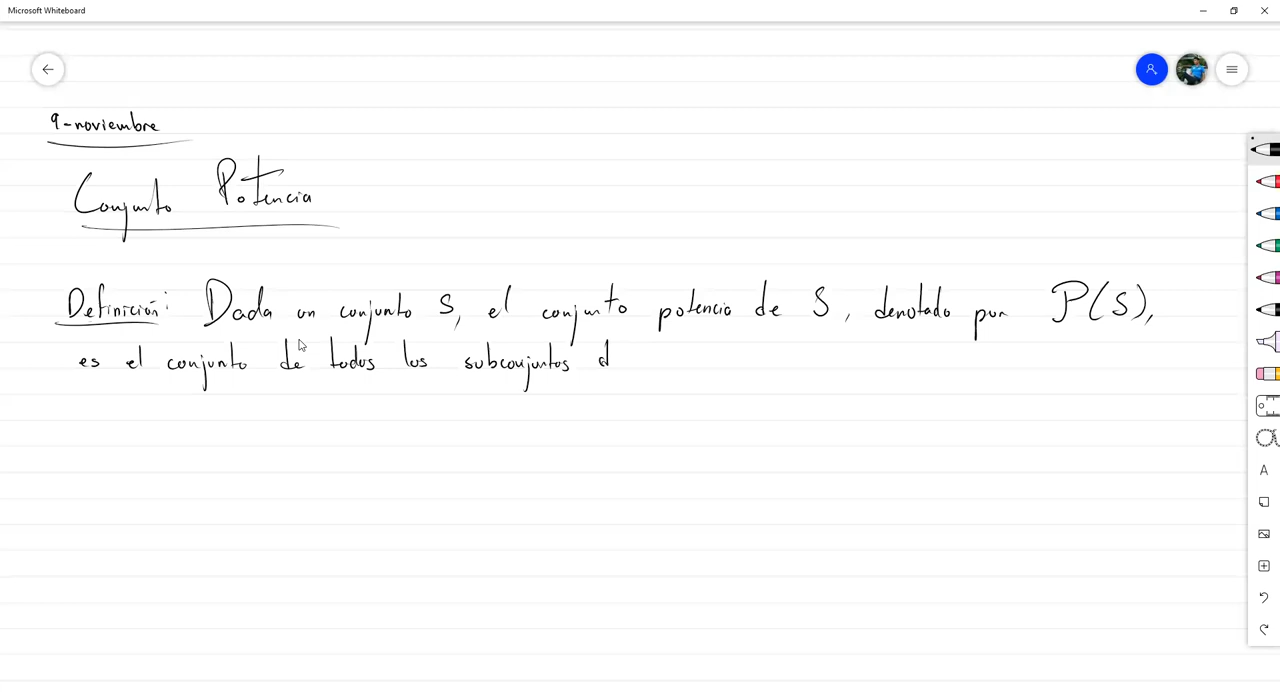 Microsoft Whiteboard
9-noviembre
Conjunto Potencia
Definición: Dada un conjunto S, el conjunto potencia de S, denotado por P(S),
es el conjunto de todos los subconjuntos d
A